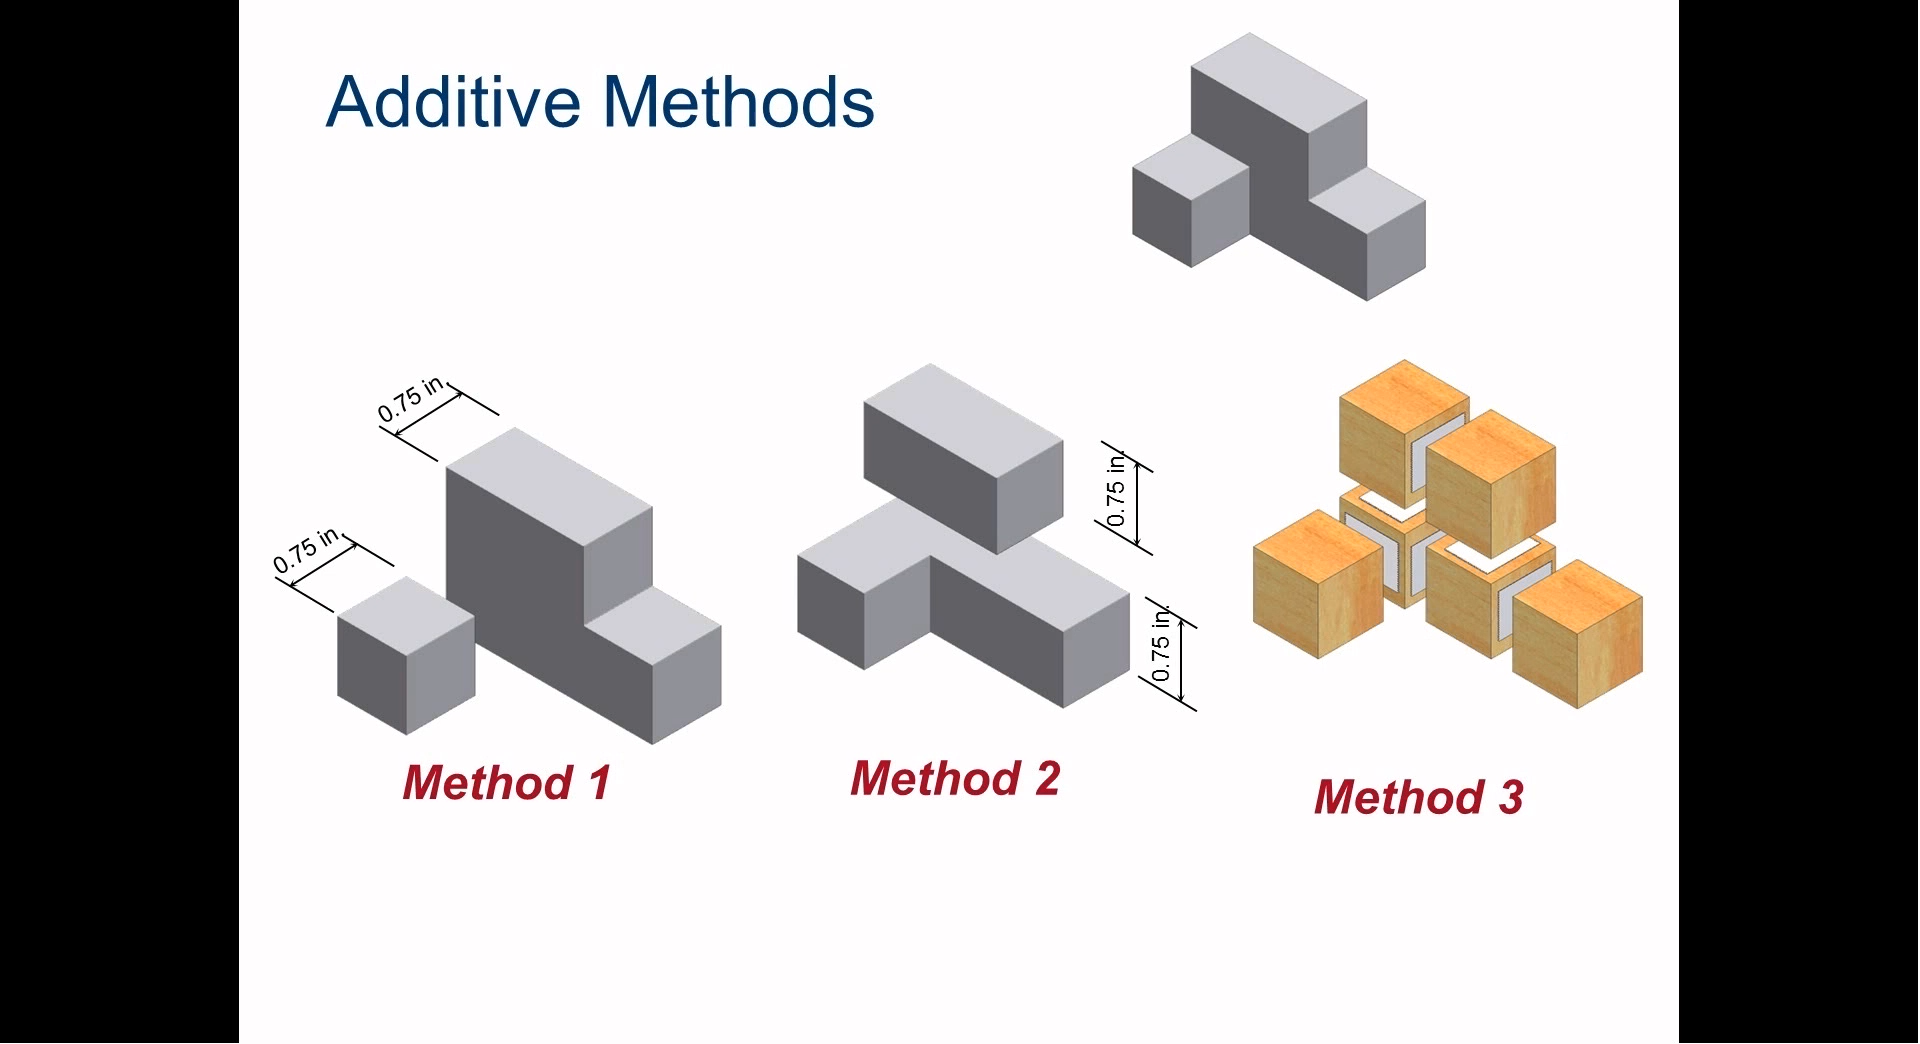 Additive Methods
0.75 in.
0.75 in.
0.75 in.
0.75 in.
Method 1
Method 2
Method 3